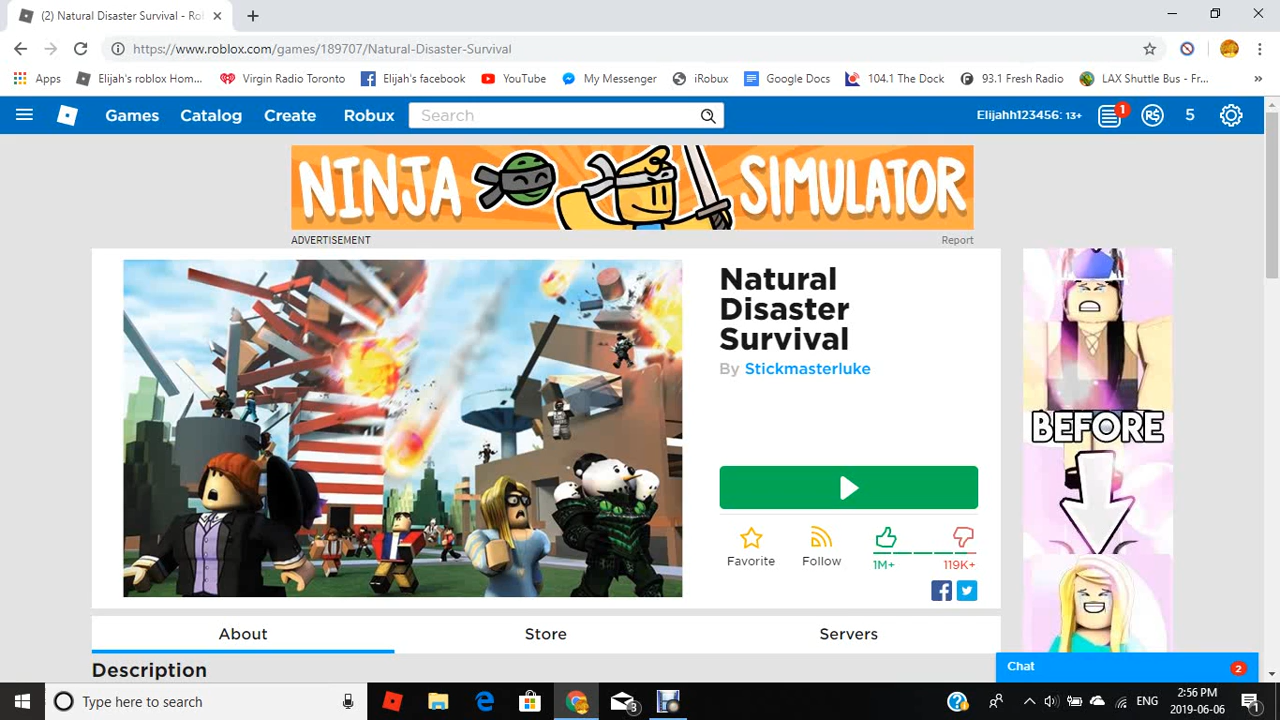 (2) Natural Disaster Survival - Ro
https://www.roblox.com/games/189707/Natural-Disaster-Survival
Apps Elijah's roblox Hom... Virgin Radio Toronto Elijah's facebook YouTube My Messenger iRobux Google Docs 104.1 The Dock 93.1 Fresh Radio LAX Shuttle Bus - Fr... »
Games Catalog Create Robux Search Elijahh123456: 13+ 1 R$ 5
NINJA SIMULATOR
ADVERTISEMENT Report
Natural
Disaster
Survival
By Stickmasterluke
BEFORE
Favorite Follow 1M+ 119K+
About Store Servers
Description
Chat 2
Type here to search 3 ENG 2:56 PM
2019-06-06 1